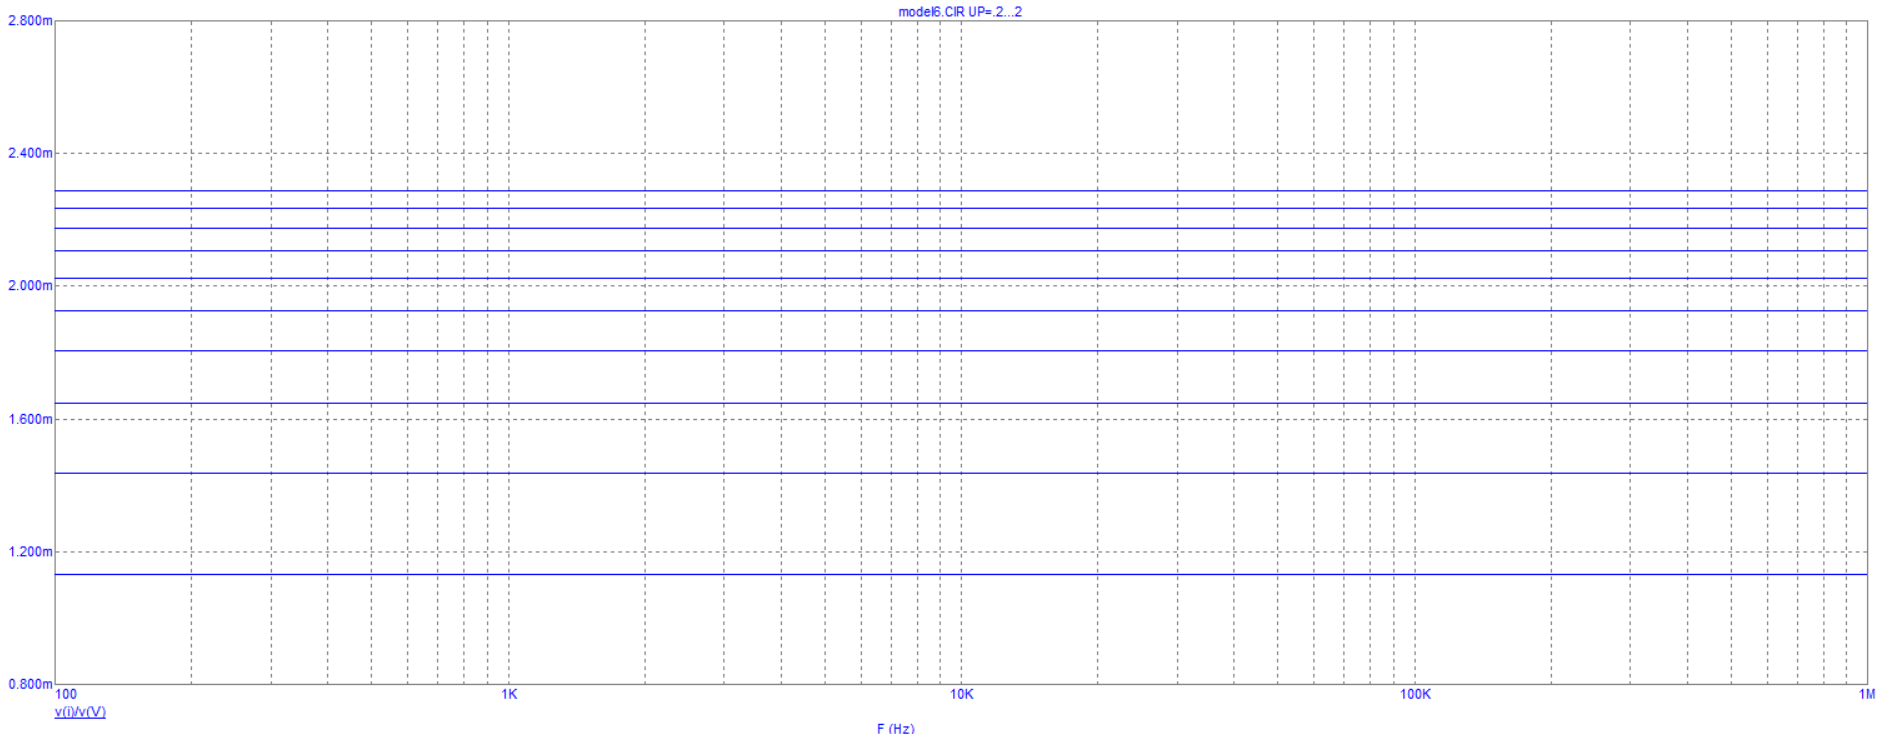 model6.CIR UP=.2...2
2.800m
2.400m
2.000m
1.600m
1.200m
0.800m
100 1K 10K 100K 1M
v(i)/v(V)
F (Hz)